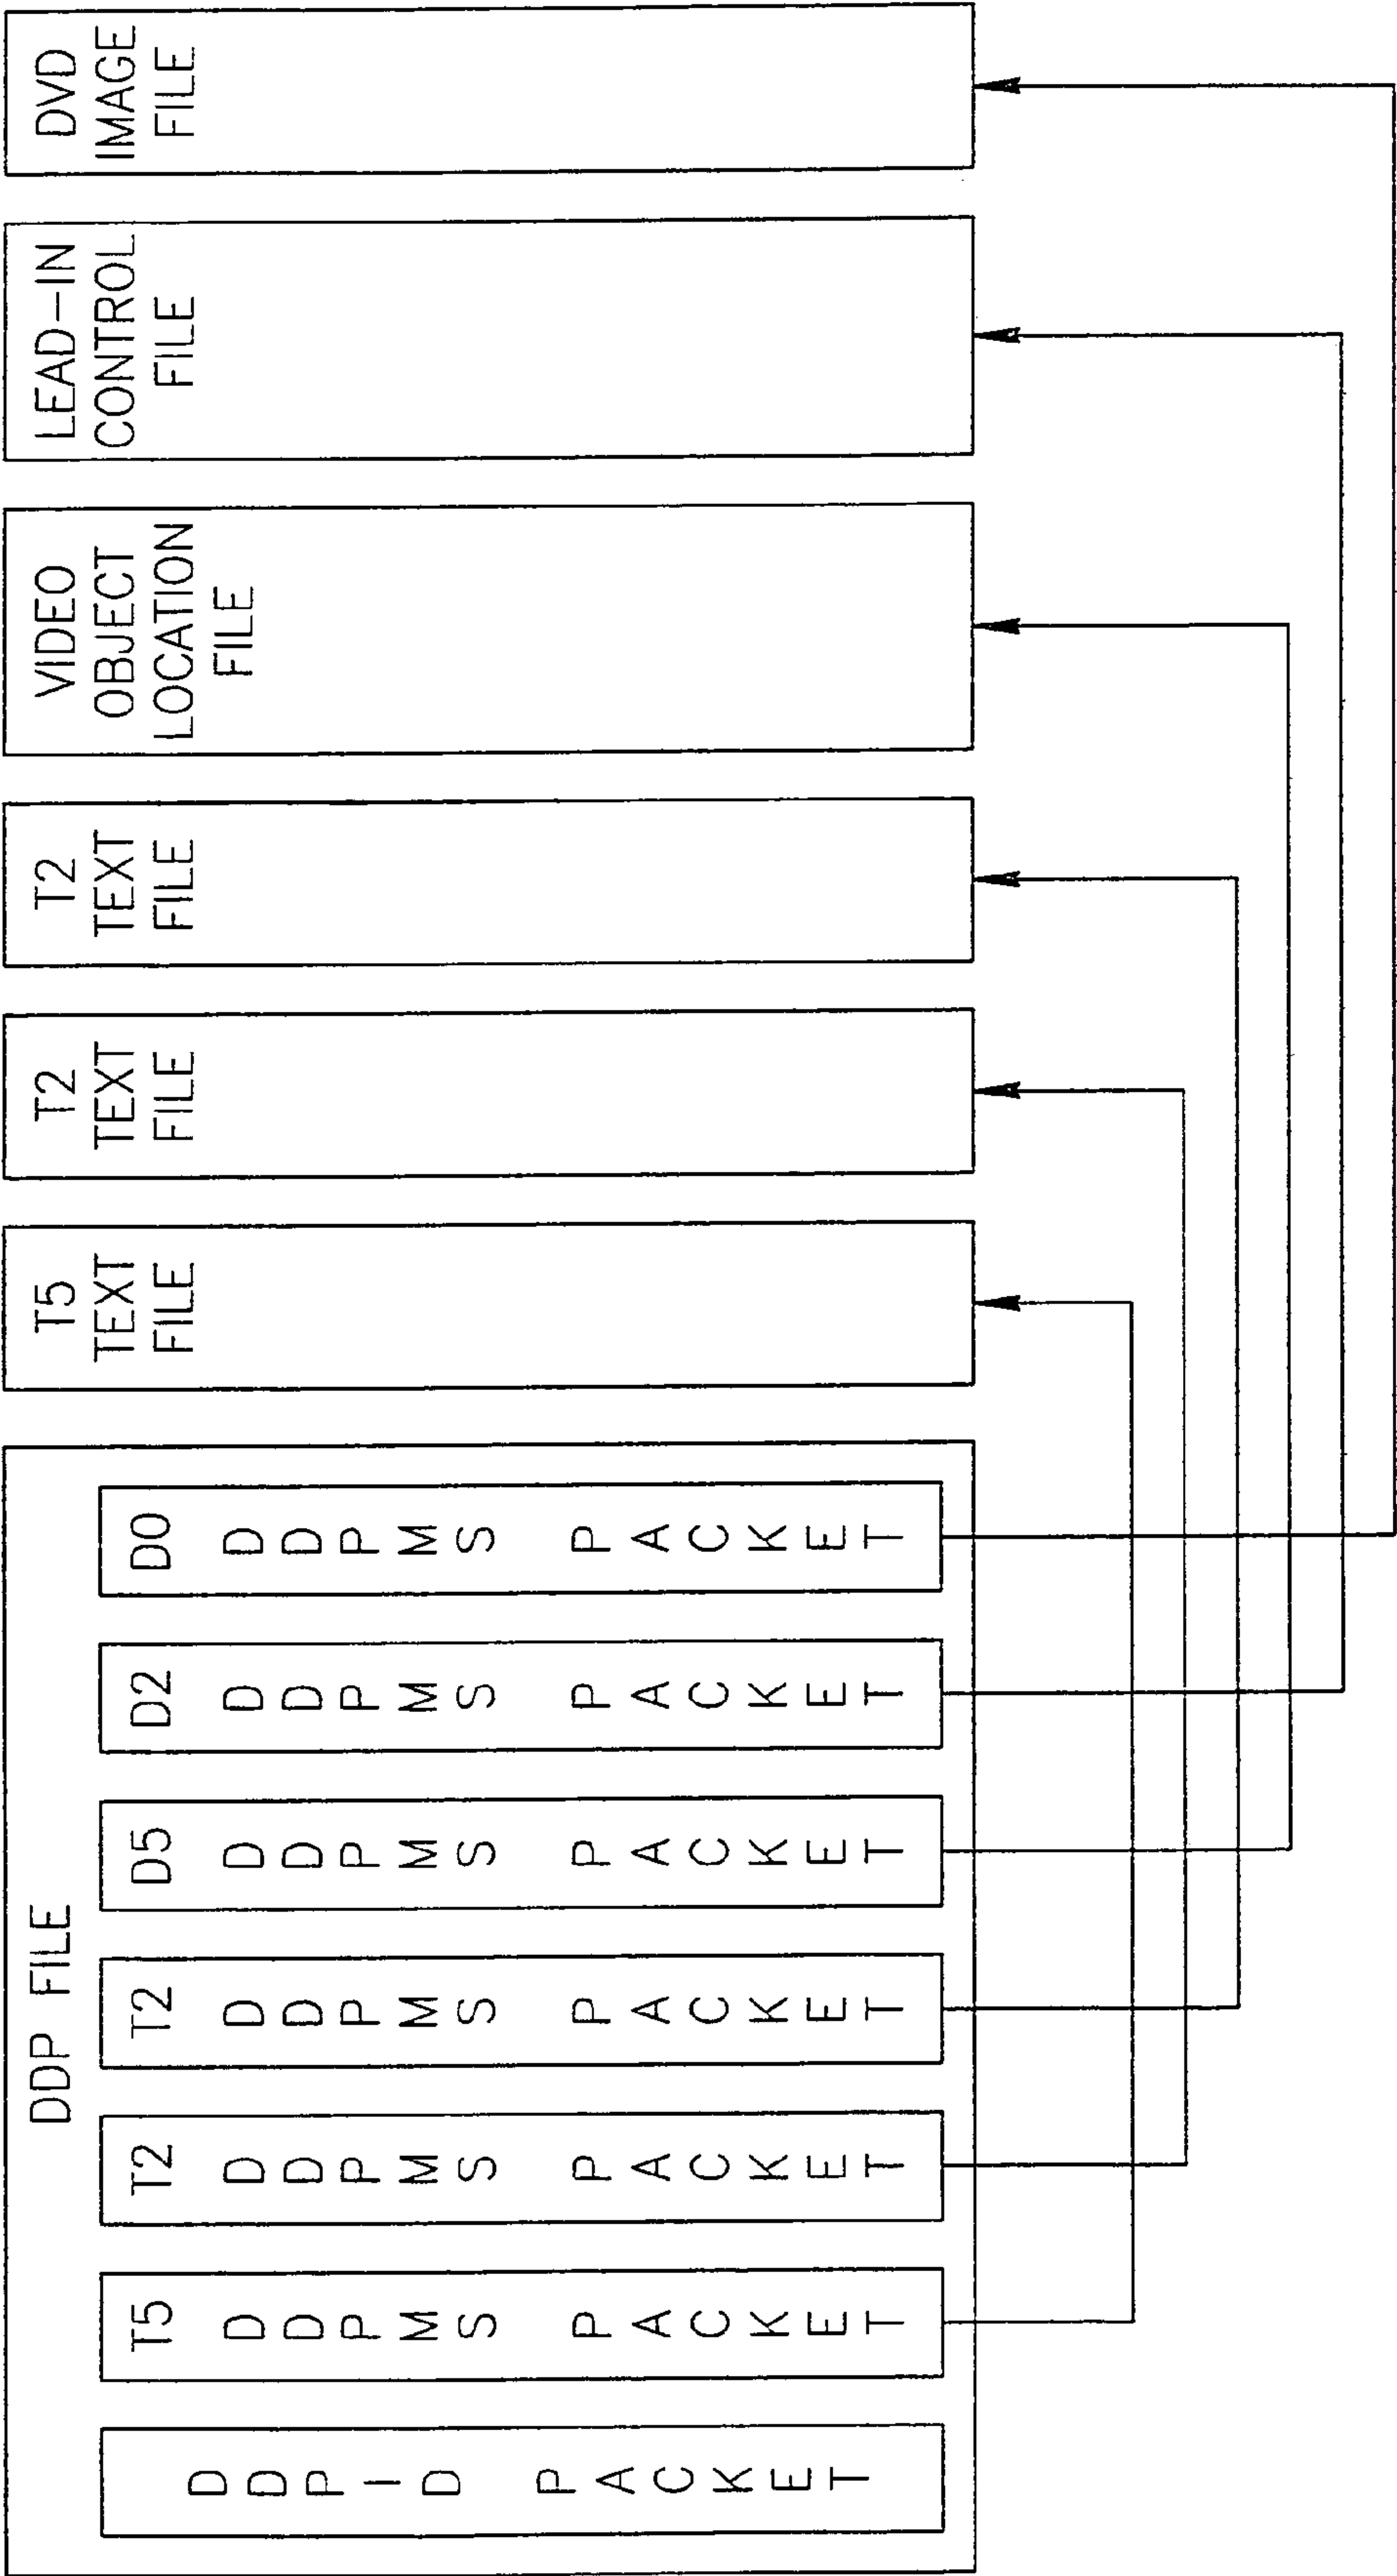 DDP FILE
DDPID PACKET
T5
DDPMS PACKET
T2
DDPMS PACKET
T2
DDPMS PACKET
D5
DDPMS PACKET
D2
DDPMS PACKET
D0
DDPMS PACKET
T5
TEXT
FILE
T2
TEXT
FILE
T2
TEXT
FILE
VIDEO
OBJECT
LOCATION
FILE
LEAD-IN
CONTROL
FILE
DVD
IMAGE
FILE